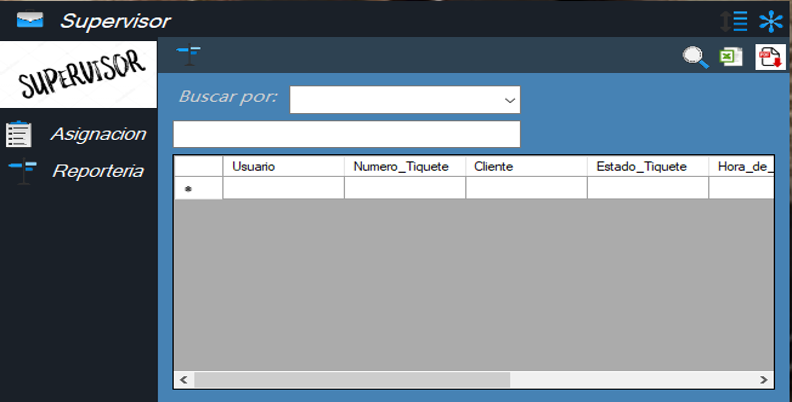 Supervisor
SUPERVISOR
Asignacion
Reporteria
Buscar por:
Usuario Numero_Tiquete Cliente Estado_Tiquete Hora_de_